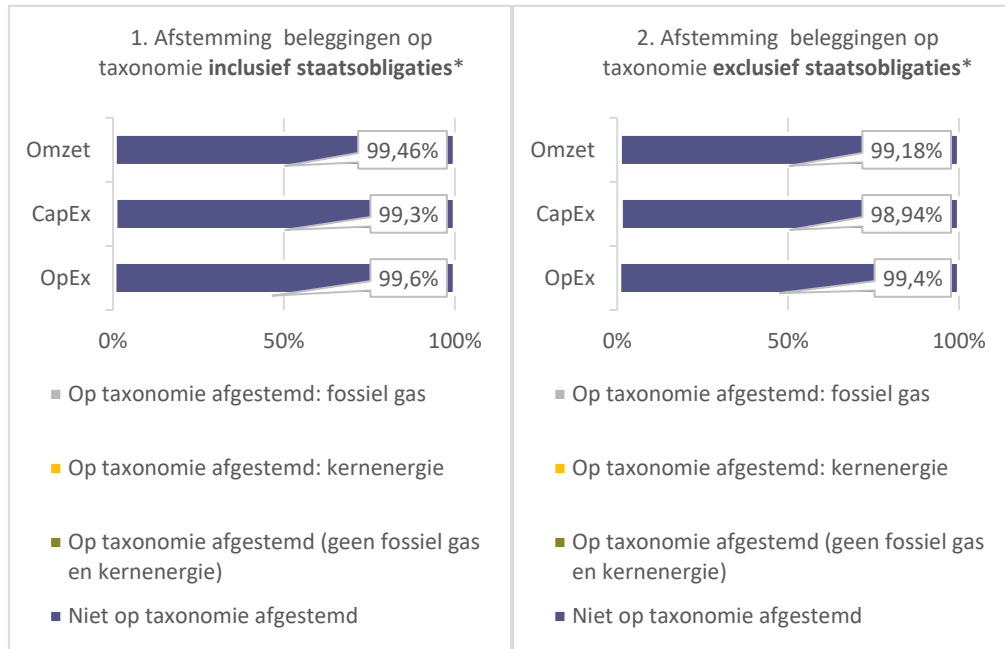 1. Afstemming beleggingen op
taxonomie inclusief staatsobligaties*
Omzet
99,46%
CapEx
99,3%
OpEx
99,6%
0%
50%
100%
Op taxonomie afgestemd: fossiel gas
Op taxonomie afgestemd: kernenergie
Op taxonomie afgestemd (geen fossiel gas
en kernenergie)
Niet op taxonomie afgestemd
2. Afstemming beleggingen op
taxonomie exclusief staatsobligaties*
Omzet
99,18%
CapEx
98,94%
OpEx
99,4%
0%
50%
100%
Op taxonomie afgestemd: fossiel gas
Op taxonomie afgestemd: kernenergie
Op taxonomie afgestemd (geen fossiel gas
en kernenergie)
Niet op taxonomie afgestemd